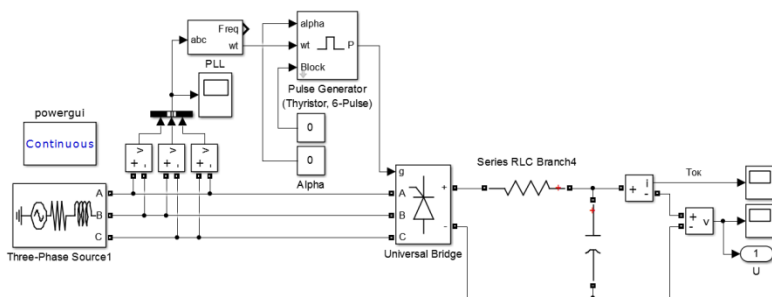 Freq
abc
wt
PLL
alpha
wt
P
Block
Pulse Generator
(Thyristor, 6-Pulse)
powergui
Continuous
0
0
Alpha
+ v -
+ v -
+ v -
A
B
C
Three-Phase Source1
g
A
B
C
+
-
Universal Bridge
Series RLC Branch4
+
+
+ i -
Ток
+ v -
1
U